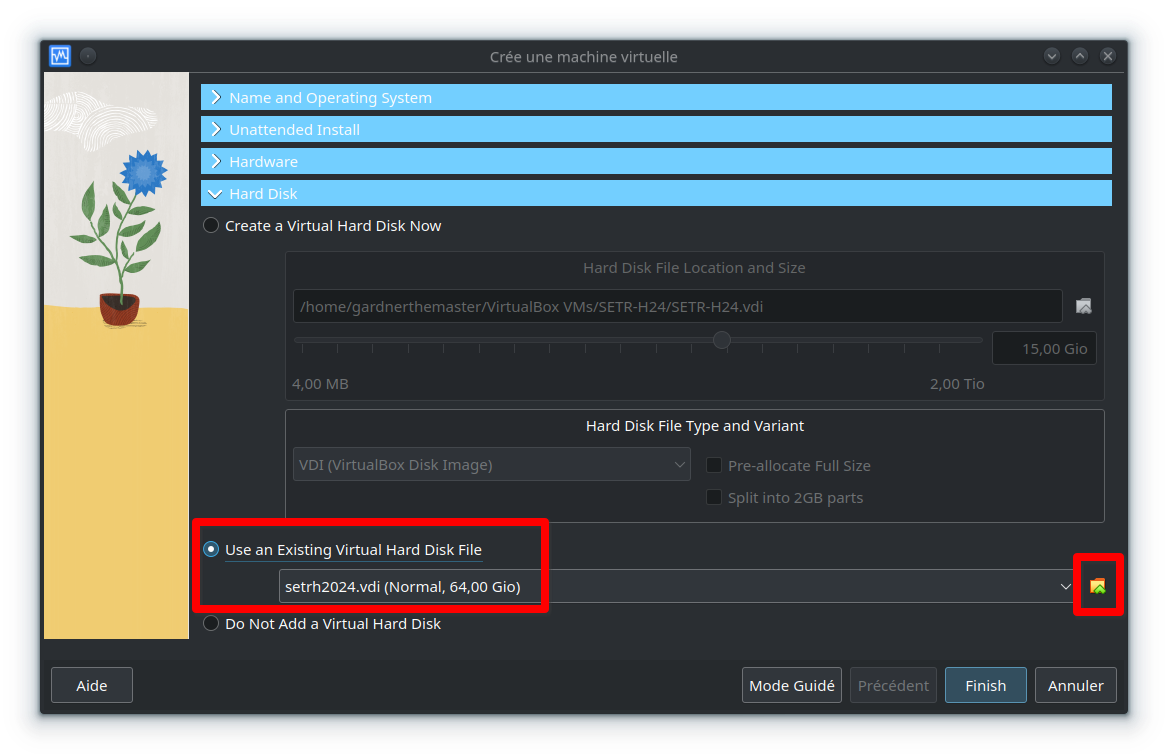 Crée une machine virtuelle
Name and Operating System
Unattended Install
Hardware
Hard Disk
Create a Virtual Hard Disk Now
Hard Disk File Location and Size
/home/gardnerthemaster/VirtualBox VMs/SETR-H24/SETR-H24.vdi
15,00 Gio
4,00 MB 2,00 Tio
Hard Disk File Type and Variant
VDI (VirtualBox Disk Image) Pre-allocate Full Size
Split into 2GB parts
Use an Existing Virtual Hard Disk File
setrh2024.vdi (Normal, 64,00 Gio)
Do Not Add a Virtual Hard Disk
Aide Mode Guidé Précédent Finish Annuler